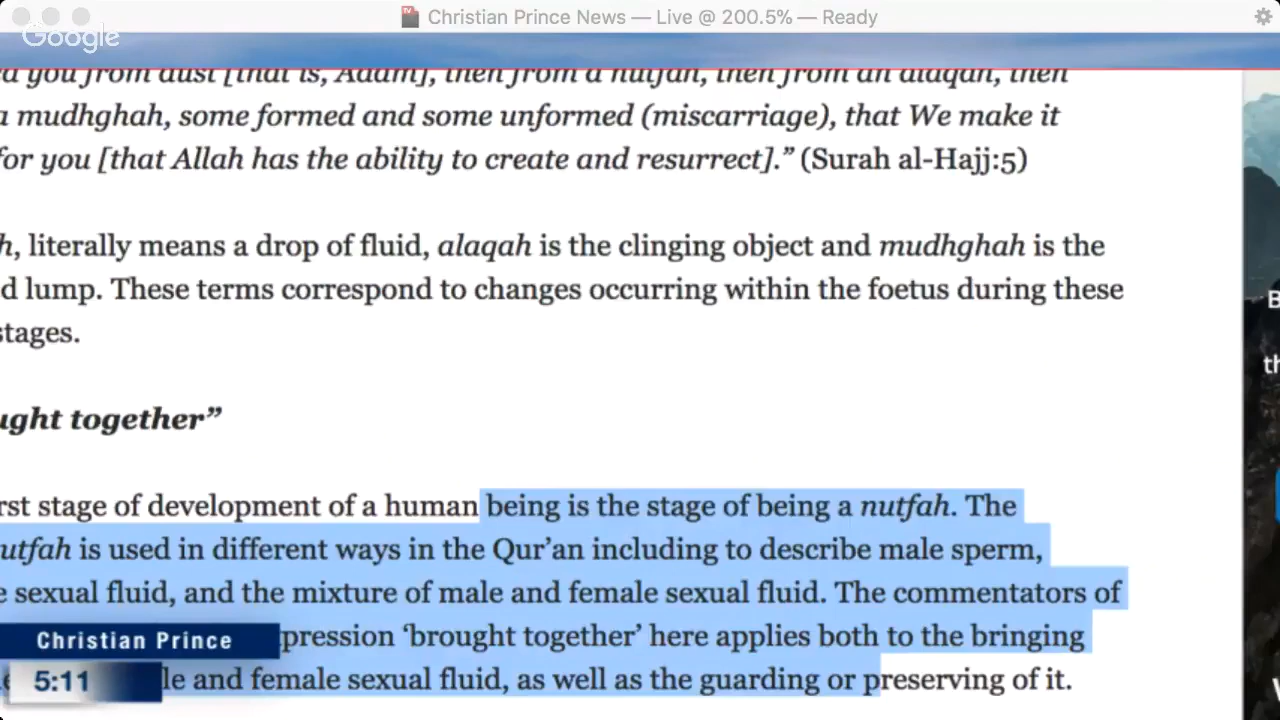 Christian Prince News — Live @ 200.5% — Ready
Google
you from dust [that is, Adam], then from a nutfah, then from an alaqah, then
a mudhghah, some formed and some unformed (miscarriage), that We make it
for you [that Allah has the ability to create and resurrect].” (Surah al-Hajj:5)
h, literally means a drop of fluid, alaqah is the clinging object and mudhghah is the
d lump. These terms correspond to changes occurring within the foetus during these
stages.
ught together”
rst stage of development of a human being is the stage of being a nutfah. The
utfah is used in different ways in the Qur’an including to describe male sperm,
e sexual fluid, and the mixture of male and female sexual fluid. The commentators of
pression ‘brought together’ here applies both to the bringing
le and female sexual fluid, as well as the guarding or preserving of it.
Christian Prince
5:11
B
th